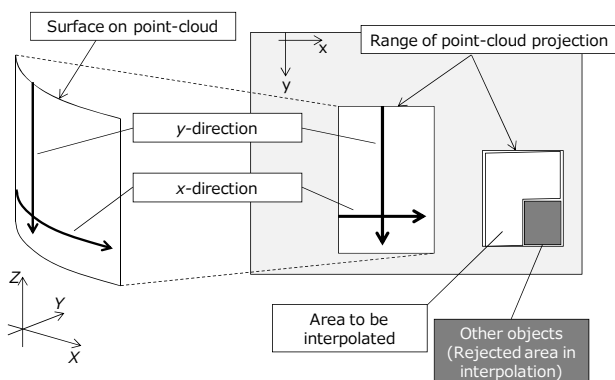 Surface on point-cloud
x
y
Range of point-cloud projection
y-direction
x-direction
Z
Y
X
Area to be
interpolated
Other objects
(Rejected area in
interpolation)